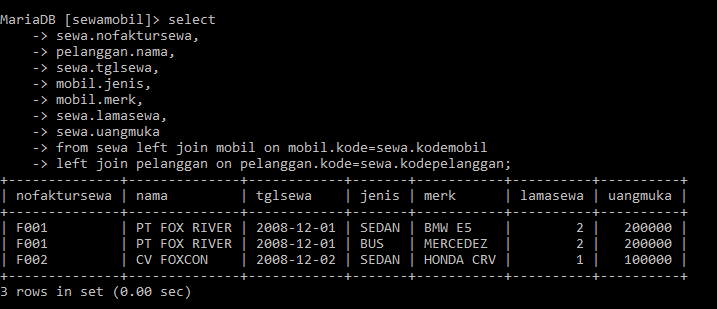 MariaDB [sewamobil]> select
    -> sewa.nofaktursewa,
    -> pelanggan.nama,
    -> sewa.tglsewa,
    -> mobil.jenis,
    -> mobil.merk,
    -> sewa.lamasewa,
    -> sewa.uangmuka
    -> from sewa left join mobil on mobil.kode=sewa.kodemobil
    -> left join pelanggan on pelanggan.kode=sewa.kodepelanggan;
+--------------+--------------+------------+-------+-----------+----------+----------+
| nofaktursewa | nama         | tglsewa    | jenis | merk      | lamasewa | uangmuka |
+--------------+--------------+------------+-------+-----------+----------+----------+
| F001         | PT FOX RIVER | 2008-12-01 | SEDAN | BMW E5    |        2 |   200000 |
| F001         | PT FOX RIVER | 2008-12-01 | BUS   | MERCEDEZ  |        2 |   200000 |
| F002         | CV FOXCON    | 2008-12-02 | SEDAN | HONDA CRV |        1 |   100000 |
+--------------+--------------+------------+-------+-----------+----------+----------+
3 rows in set (0.00 sec)